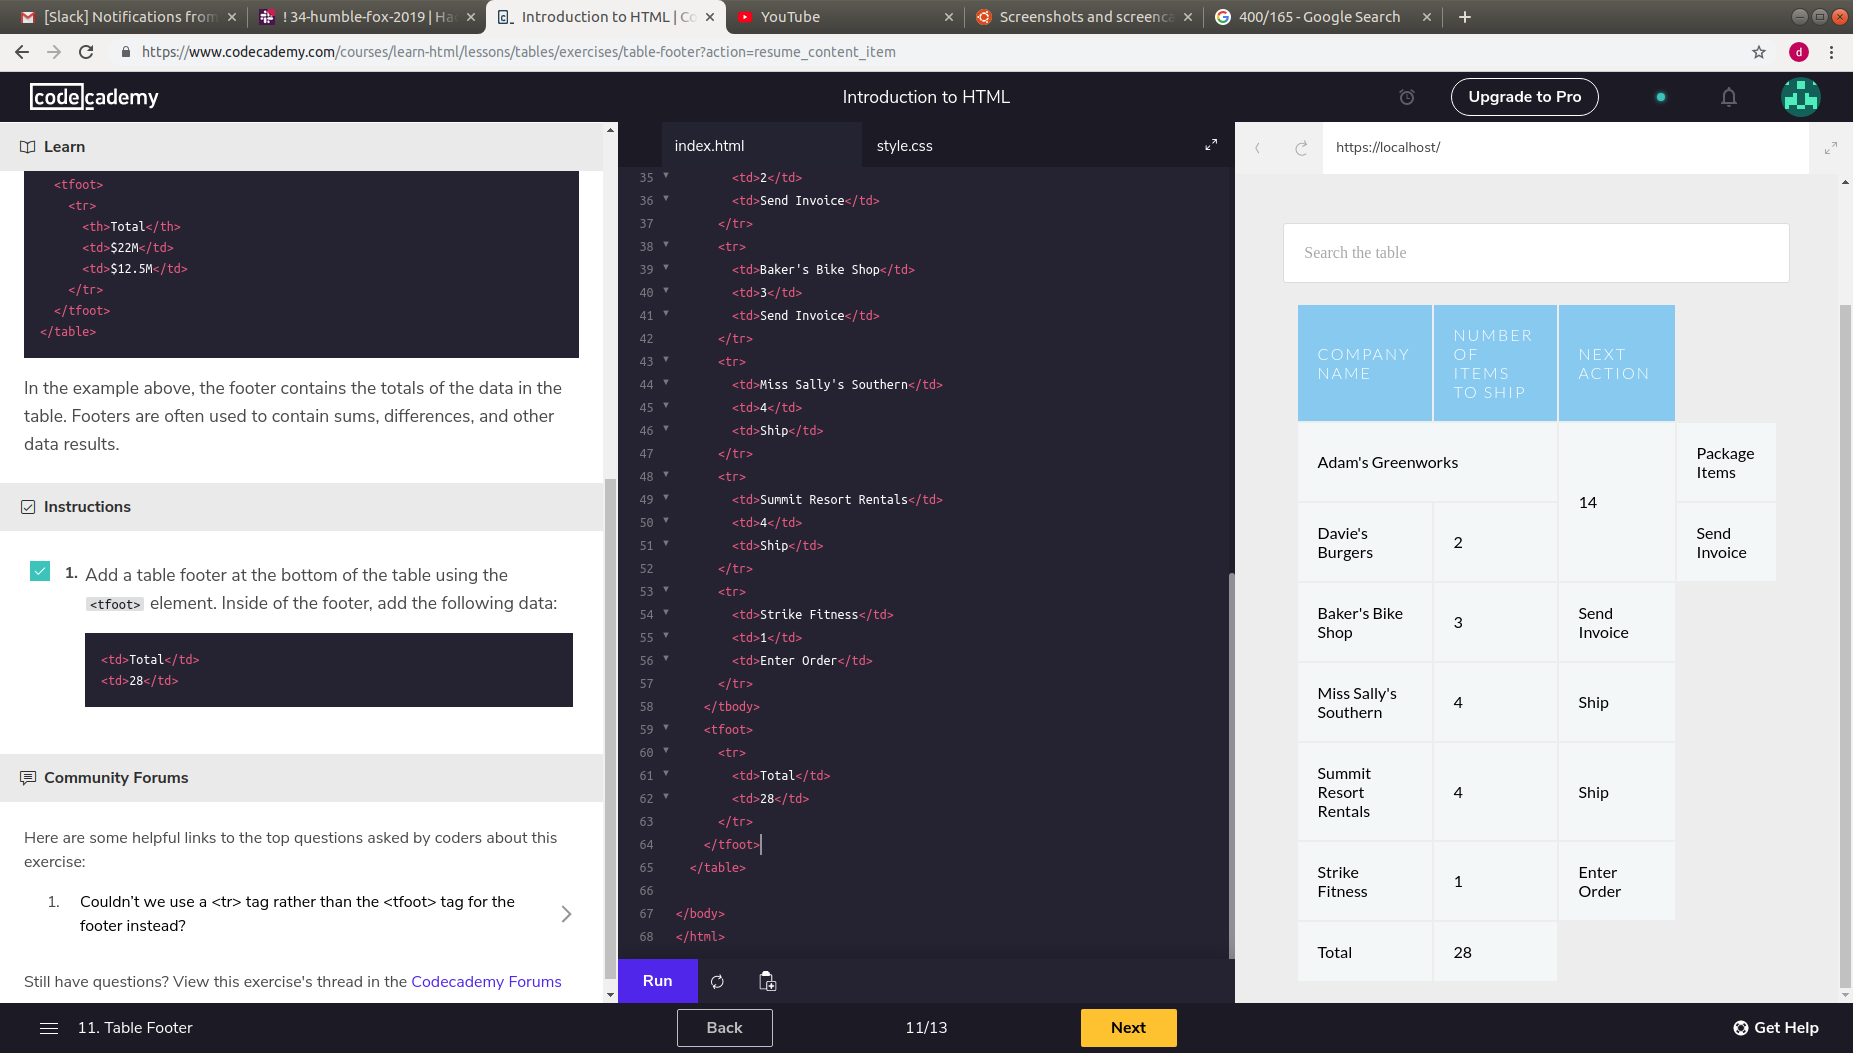 [Slack] Notifications from
! 34-humble-fox-2019 | Ha
Introduction to HTML | Co
YouTube
Screenshots and screenca
400/165 - Google Search
https://www.codecademy.com/courses/learn-html/lessons/tables/exercises/table-footer?action=resume_content_item
d
codecademy
Introduction to HTML
Upgrade to Pro
Learn
<tfoot>
<tr>
<th>Total</th>
<td>$22M</td>
<td>$12.5M</td>
</tr>
</tfoot>
</table>
In the example above, the footer contains the totals of the data in the
table. Footers are often used to contain sums, differences, and other
data results.
Instructions
1. Add a table footer at the bottom of the table using the
<tfoot> element. Inside of the footer, add the following data:
<td>Total</td>
<td>28</td>
Community Forums
Here are some helpful links to the top questions asked by coders about this
exercise:
1. Couldn't we use a <tr> tag rather than the <tfoot> tag for the
footer instead?
Still have questions? View this exercise's thread in the Codecademy Forums
index.html
style.css
35 <td>2</td>
36 <td>Send Invoice</td>
37 </tr>
38 <tr>
39 <td>Baker's Bike Shop</td>
40 <td>3</td>
41 <td>Send Invoice</td>
42 </tr>
43 <tr>
44 <td>Miss Sally's Southern</td>
45 <td>4</td>
46 <td>Ship</td>
47 </tr>
48 <tr>
49 <td>Summit Resort Rentals</td>
50 <td>4</td>
51 <td>Ship</td>
52 </tr>
53 <tr>
54 <td>Strike Fitness</td>
55 <td>1</td>
56 <td>Enter Order</td>
57 </tr>
58 </tbody>
59 <tfoot>
60 <tr>
61 <td>Total</td>
62 <td>28</td>
63 </tr>
64 </tfoot>
65 </table>
66
67 </body>
68 </html>
Run
https://localhost/
Search the table
COMPANY
NAME
NUMBER
OF
ITEMS
TO SHIP
NEXT
ACTION
Adam's Greenworks
14
Package
Items
Davie's
Burgers
2
Send
Invoice
Baker's Bike
Shop
3
Send
Invoice
Miss Sally's
Southern
4
Ship
Summit
Resort
Rentals
4
Ship
Strike
Fitness
1
Enter
Order
Total
28
11. Table Footer
Back
11/13
Next
Get Help